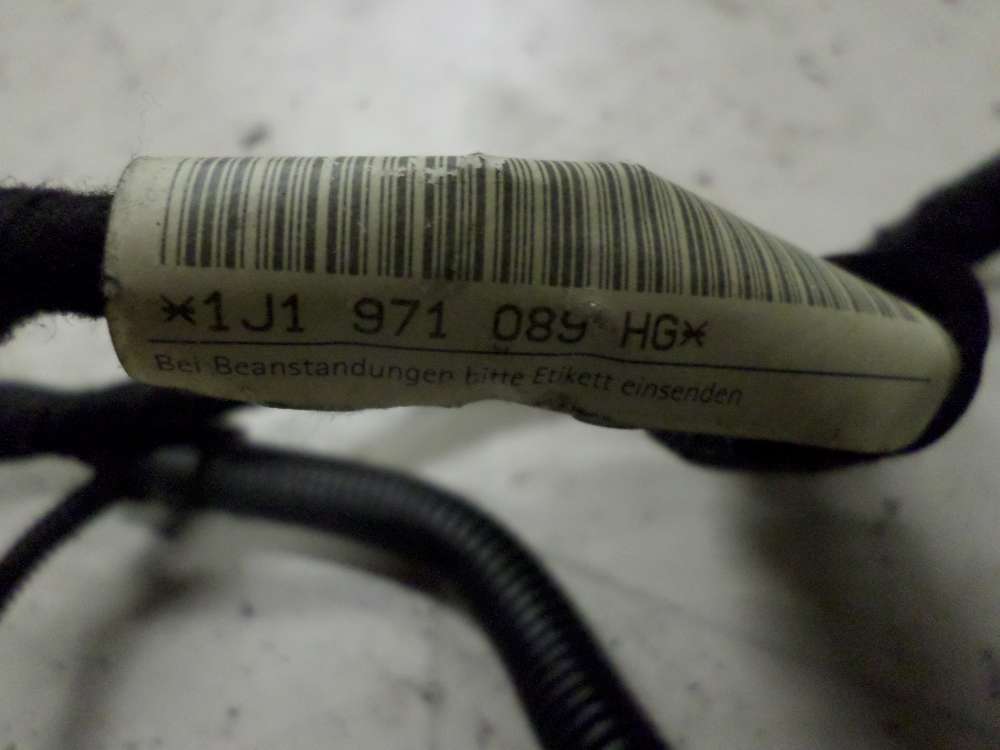 *1J1 971 089 HG*
Bei Beanstandungen bitte Etikett einsenden